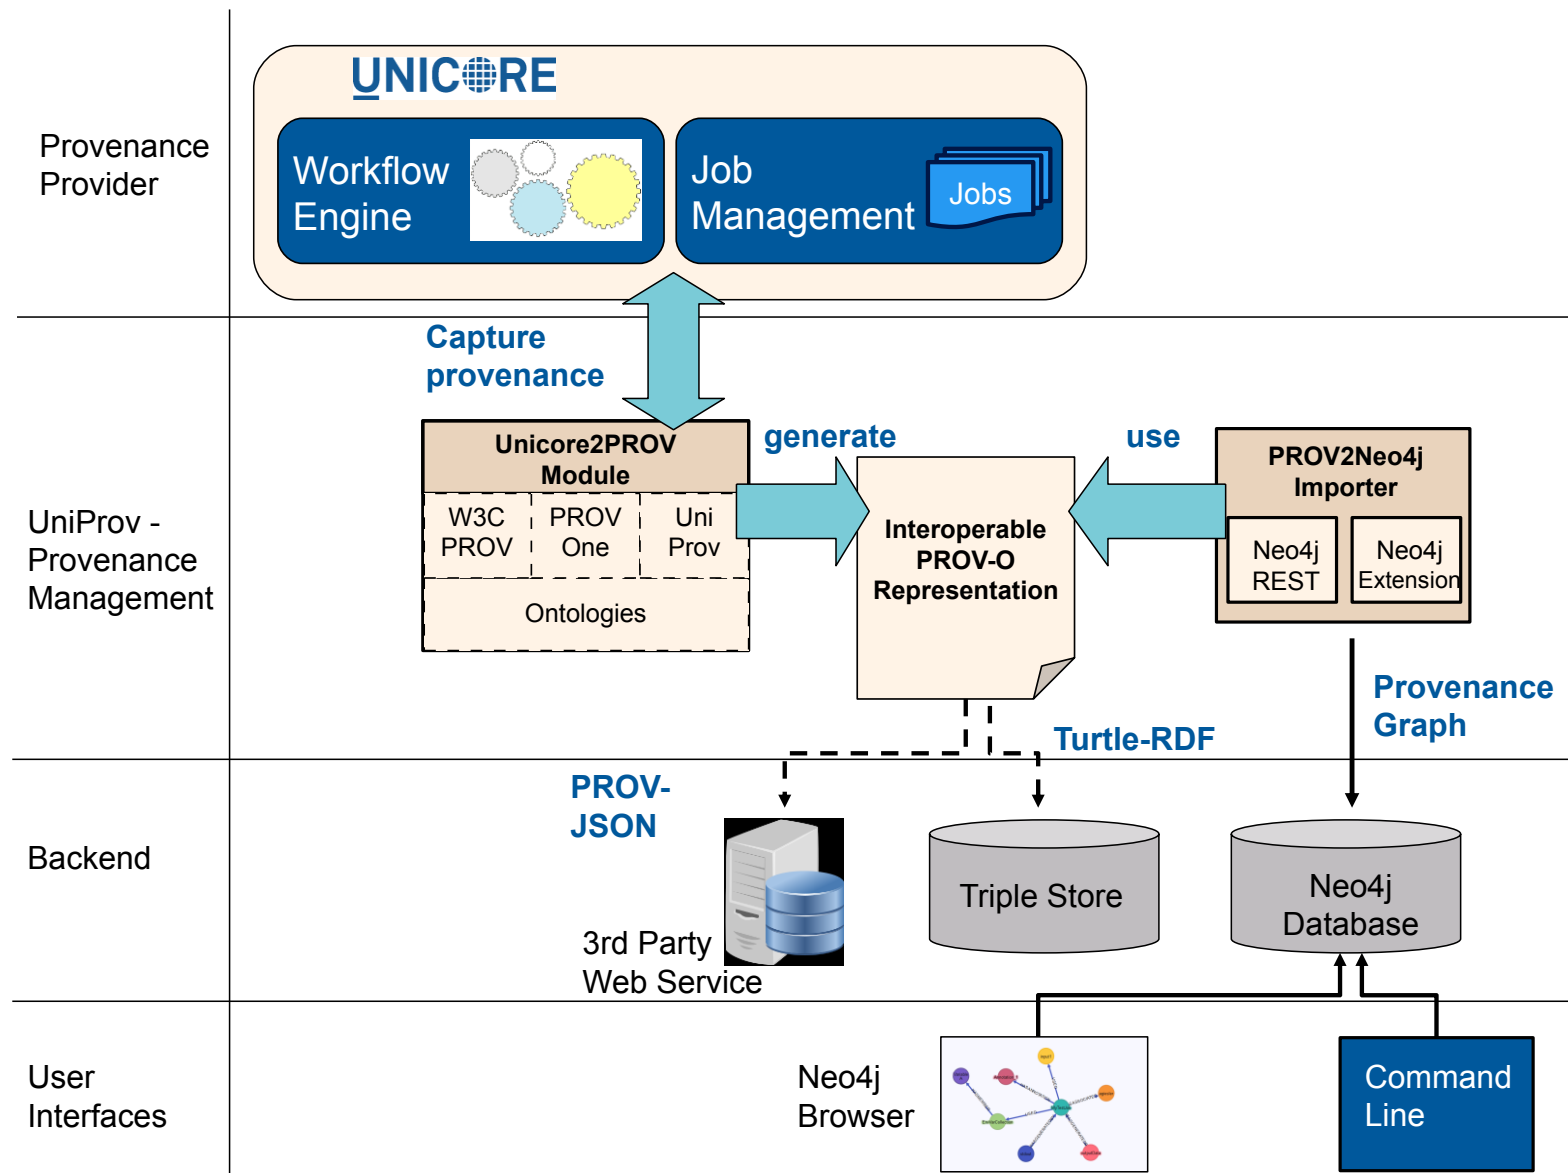 UNICORE
Provenance
Provider
Workflow
Engine
Job
Management
Jobs
Capture
provenance
UniProv -
Provenance
Management
Unicore2PROV
Module
W3C
PROV
PROV
One
Uni
Prov
Ontologies
generate
Interoperable
PROV-O
Representation
use
PROV2Neo4j
Importer
Neo4j
REST
Neo4j
Extension
Provenance
Graph
Turtle-RDF
PROV-
JSON
Backend
3rd Party
Web Service
Triple Store
Neo4j
Database
User
Interfaces
Neo4j
Browser
Command
Line